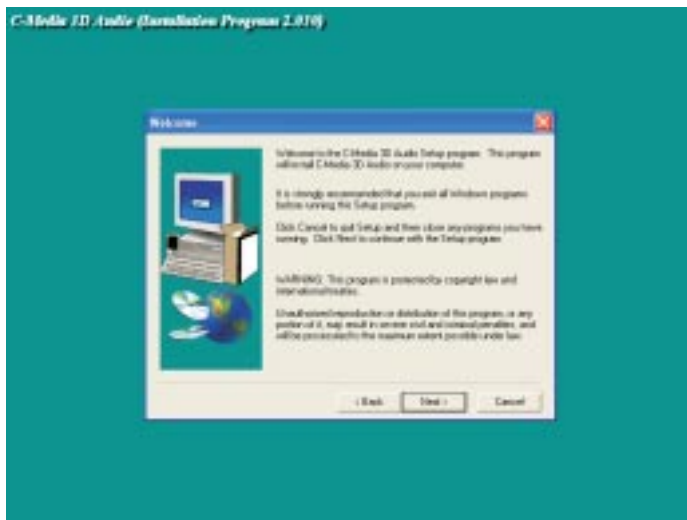 C-Media 3D Audio (Installation Program 2.010)
Welcome
Welcome to the C-Media 3D Audio Setup program. This program
will install C-Media 3D Audio on your computer.
It is strongly recommended that you exit all Windows programs
before running this Setup program.
Click Cancel to quit Setup and then close any programs you have
running. Click Next to continue with the Setup program.
WARNING: This program is protected by copyright law and
international treaties.
Unauthorized reproduction or distribution of this program, or any
portion of it, may result in severe civil and criminal penalties, and
will be prosecuted to the maximum extent possible under law.
< Back
Next >
Cancel